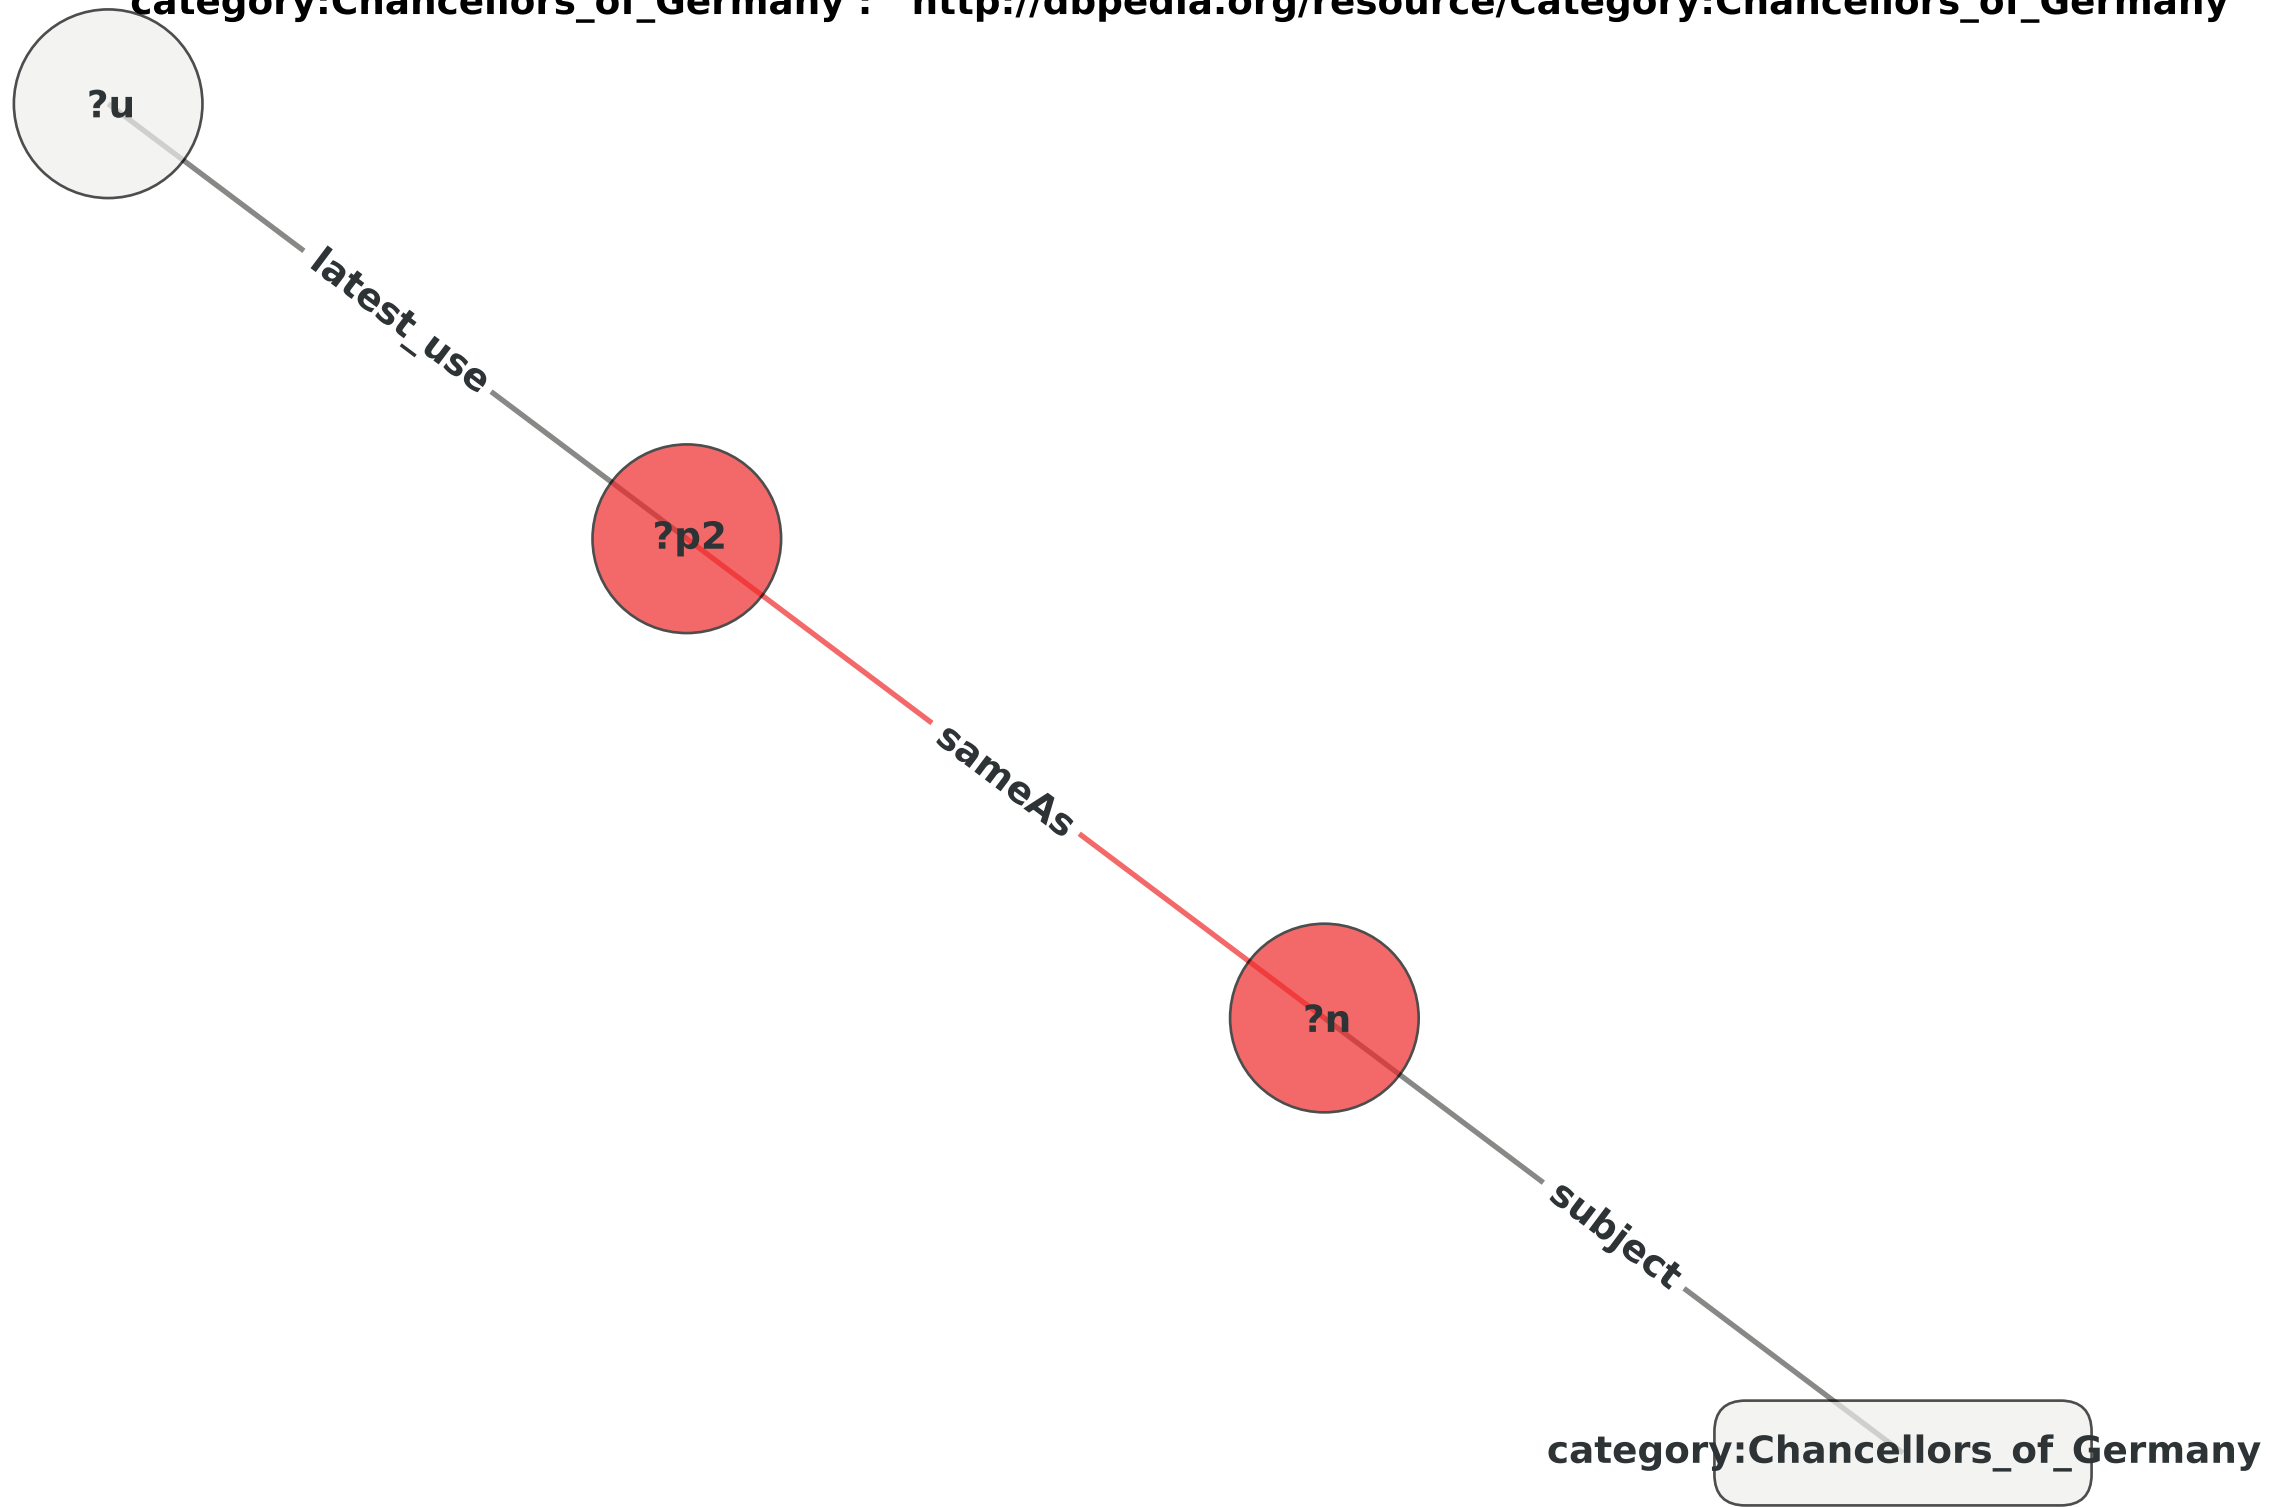 category:Chancellors_of_Germany : http://dbpedia.org/resource/Category:Chancellors_of_Germany
?u
latest_use
?p2
sameAs
?n
subject
category:Chancellors_of_Germany